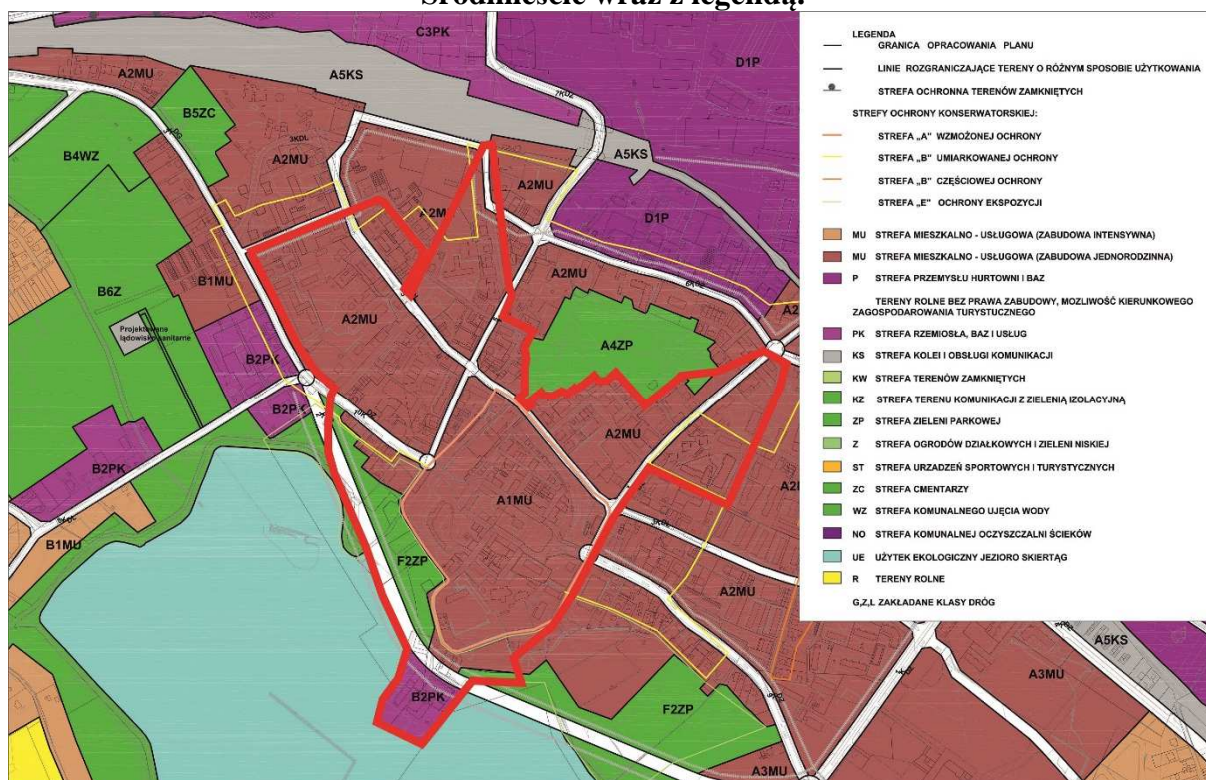 Śródmieście wraz z legendą.
LEGENDA
GRANICA OPRACOWANIA PLANU
LINIE ROZGRANICZAJĄCE TERENY O RÓŻNYM SPOSOBIE UŻYTKOWANIA
STREFA OCHRONNA TERENÓW ZAMKNIĘTYCH
STREFY OCHRONY KONSERWATORSKIEJ:
STREFA „A" WZMOŻONEJ OCHRONY
STREFA „B" UMIARKOWANEJ OCHRONY
STREFA „B" CZĘŚCIOWEJ OCHRONY
STREFA „E" OCHRONY EKSPOZYCJI
MU STREFA MIESZKALNO - USŁUGOWA (ZABUDOWA INTENSYWNA)
MU STREFA MIESZKALNO - USŁUGOWA (ZABUDOWA JEDNORODZINNA)
P STREFA PRZEMYSŁU HURTOWNI I BAZ
TERENY ROLNE BEZ PRAWA ZABUDOWY, MOZLIWOŚĆ KIERUNKOWEGO
ZAGOSPODAROWANIA TURYSTUCZNEGO
PK STREFA RZEMIOSŁA, BAZ I USŁUG
KS STREFA KOLEI I OBSŁUGI KOMUNIKACJI
KW STREFA TERENÓW ZAMKNIĘTYCH
KZ STREFA TERENU KOMUNIKACJI Z ZIELENIĄ IZOLACYJNĄ
ZP STREFA ZIELENI PARKOWEJ
Z STREFA OGRODÓW DZIAŁKOWYCH I ZIELENI NISKIEJ
ST STREFA URZADZEŃ SPORTOWYCH I TURYSTYCZNYCH
ZC STREFA CMENTARZY
WZ STREFA KOMUNALNEGO UJĘCIA WODY
NO STREFA KOMUNALNEJ OCZYSZCZALNI ŚCIEKÓW
UE UŻYTEK EKOLOGICZNY JEZIORO SKIERTĄG
R TERENY ROLNE
G,Z,L ZAKŁADANE KLASY DRÓG
C3PK
D1P
A2MU
A5KS
B5ZC
7KDZ
3KDL
B4WZ
A2MU
A5KS
A2MU
D1P
B1MU
A2MU
B6Z
Projektowane
lądowisko sanitarne
A2MU
A4ZP
B2PK
B2PK
A2MU
B2PK
A1MU
B1MU
F2ZP
A2MU
A5KS
A3MU
B2PK
F2ZP
A3MU